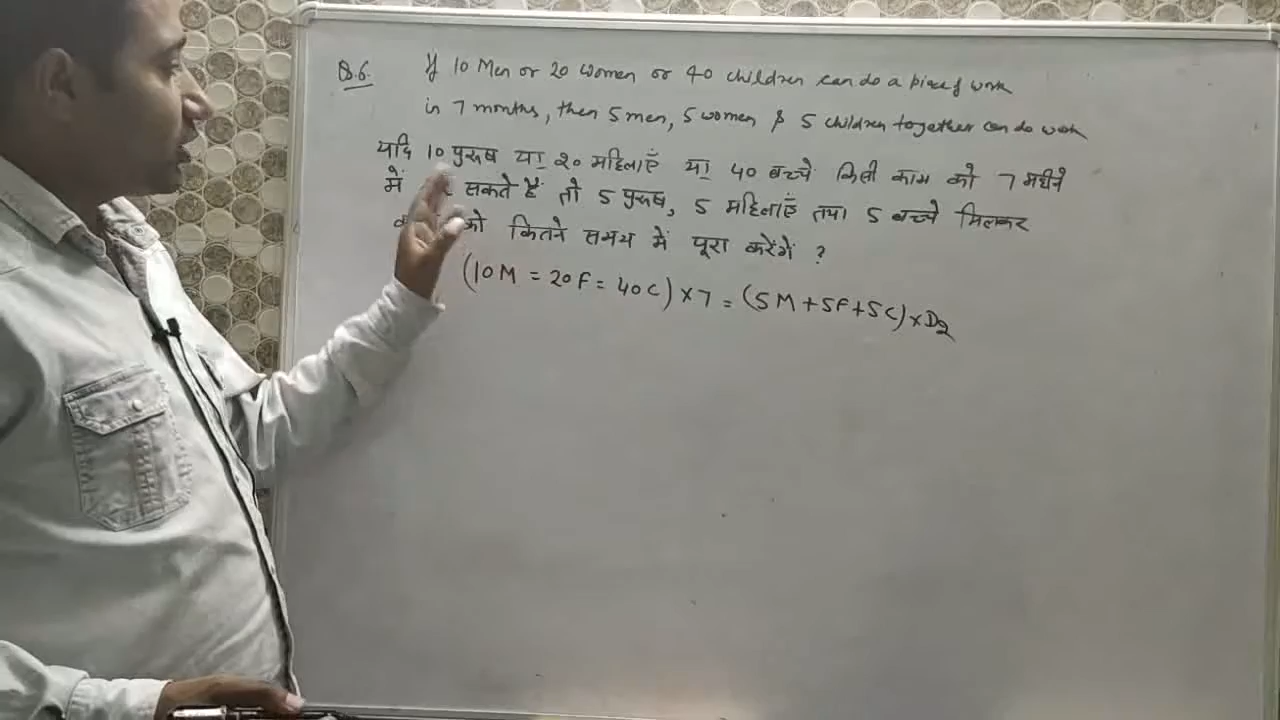 Q.6. If 10 Men or 20 women or 40 children can do a piece of work
in 7 months, then 5 men, 5 women & 5 children together can do work
यदि 10 पुरूष या 20 महिलाएँ या 40 बच्चे किसी काम को 7 महीने
में सकते हैं तो 5 पुरूष, 5 महिलाएँ तथा 5 बच्चे मिलकर
को कितने समय में पूरा करेंगें ?
(10M = 20F = 40C) × 7 = (5M + 5F + 5C) × D2